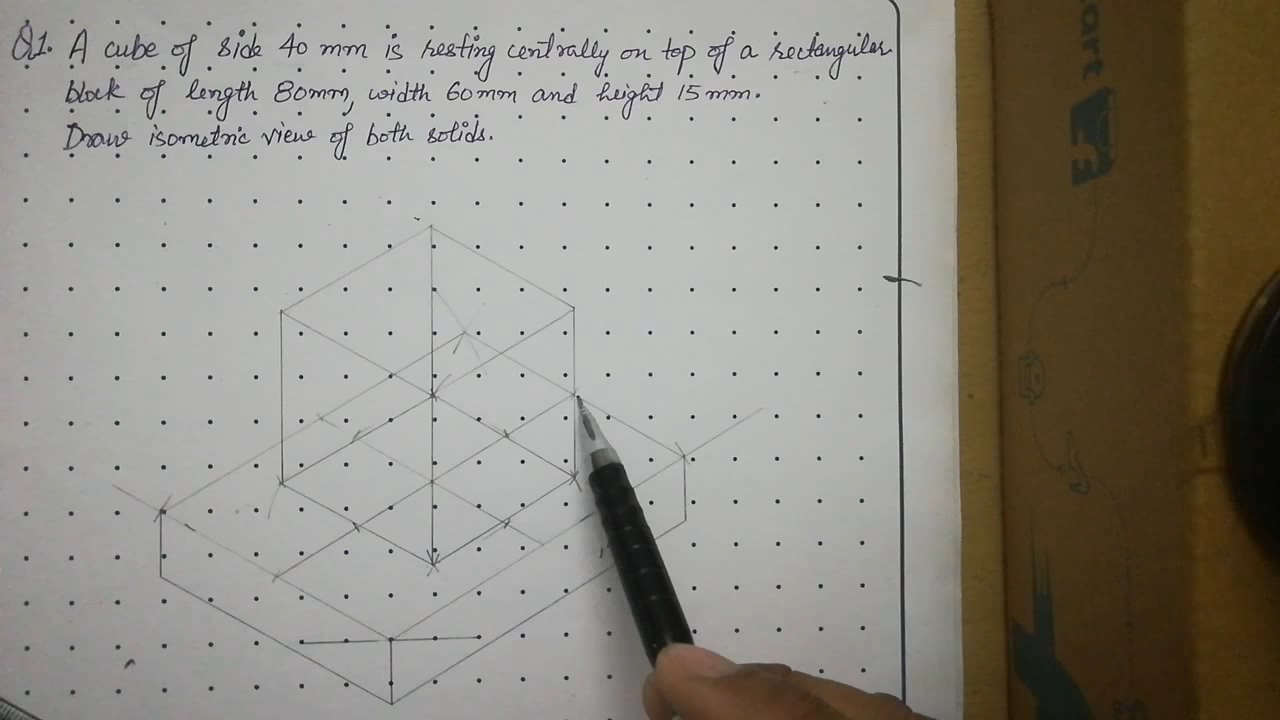 Q1. A cube of side 40 mm is resting centrally on top of a rectangular
block of length 80mm, width 60mm and height 15mm.
Draw isometric view of both solids.